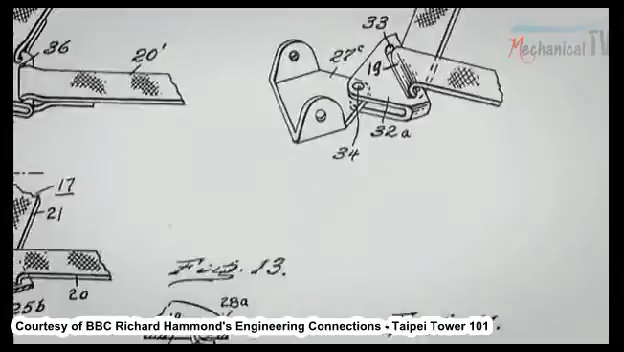 33
36
20'
27c
19
Mechanical TV
32a
34
17
21
Fig. 13.
20
25b
28a
19
Courtesy of BBC Richard Hammond's Engineering Connections - Taipei Tower 101